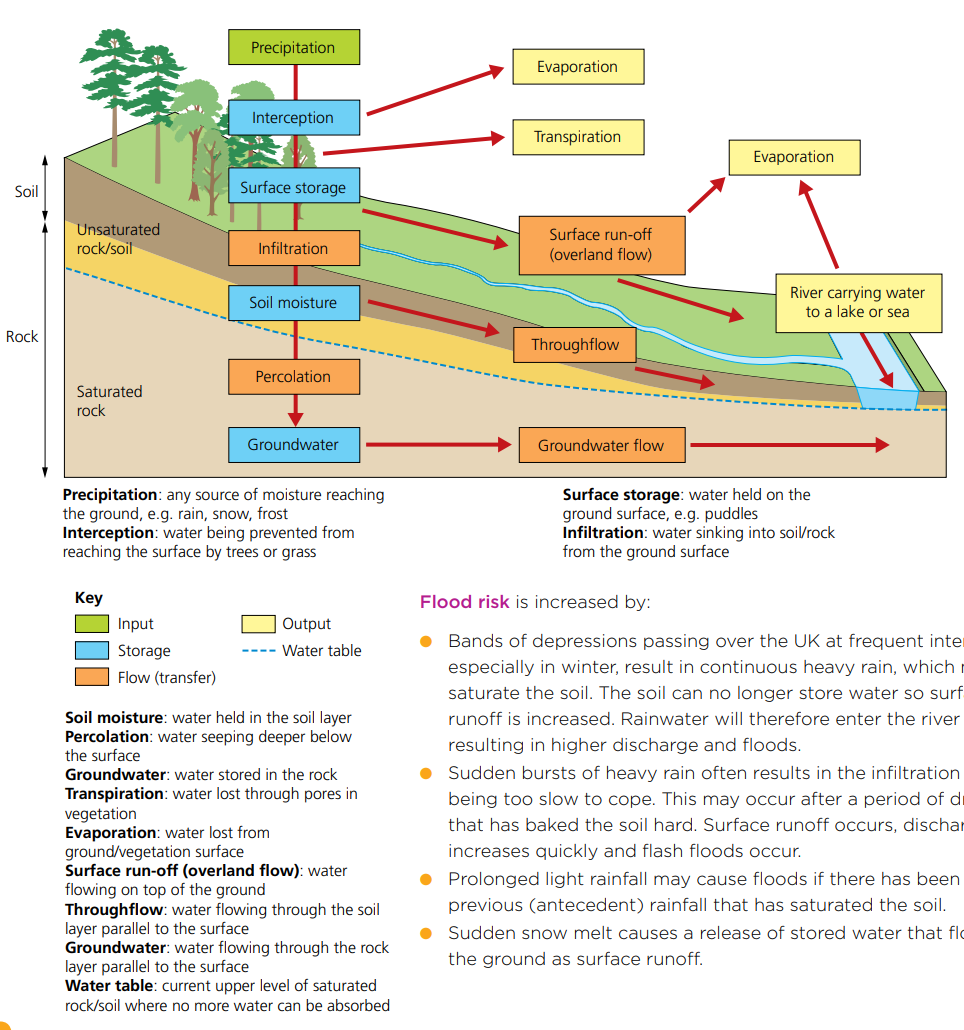 Precipitation
Evaporation
Interception
Transpiration
Evaporation
Soil
Surface storage
Unsaturated
rock/soil
Infiltration
Surface run-off
(overland flow)
Soil moisture
River carrying water
to a lake or sea
Rock
Throughflow
Percolation
Saturated
rock
Groundwater
Groundwater flow
Precipitation: any source of moisture reaching
the ground, e.g. rain, snow, frost
Interception: water being prevented from
reaching the surface by trees or grass
Surface storage: water held on the
ground surface, e.g. puddles
Infiltration: water sinking into soil/rock
from the ground surface
Key
Input
Output
Storage
Water table
Flow (transfer)
Soil moisture: water held in the soil layer
Percolation: water seeping deeper below
the surface
Groundwater: water stored in the rock
Transpiration: water lost through pores in
vegetation
Evaporation: water lost from
ground/vegetation surface
Surface run-off (overland flow): water
flowing on top of the ground
Throughflow: water flowing through the soil
layer parallel to the surface
Groundwater: water flowing through the rock
layer parallel to the surface
Water table: current upper level of saturated
rock/soil where no more water can be absorbed
Flood risk is increased by:
Bands of depressions passing over the UK at frequent
especially in winter, result in continuous heavy rain, which
saturate the soil. The soil can no longer store water so
runoff is increased. Rainwater will therefore enter the river
resulting in higher discharge and floods.
Sudden bursts of heavy rain often results in the infiltration
being too slow to cope. This may occur after a period of
that has baked the soil hard. Surface runoff occurs,
increases quickly and flash floods occur.
Prolonged light rainfall may cause floods if there has been
previous (antecedent) rainfall that has saturated the soil.
Sudden snow melt causes a release of stored water that
the ground as surface runoff.